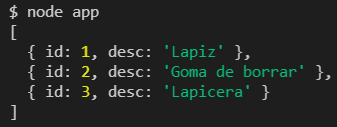 $ node app
[
  { id: 1, desc: 'Lapiz' },
  { id: 2, desc: 'Goma de borrar' },
  { id: 3, desc: 'Lapicera' }
]